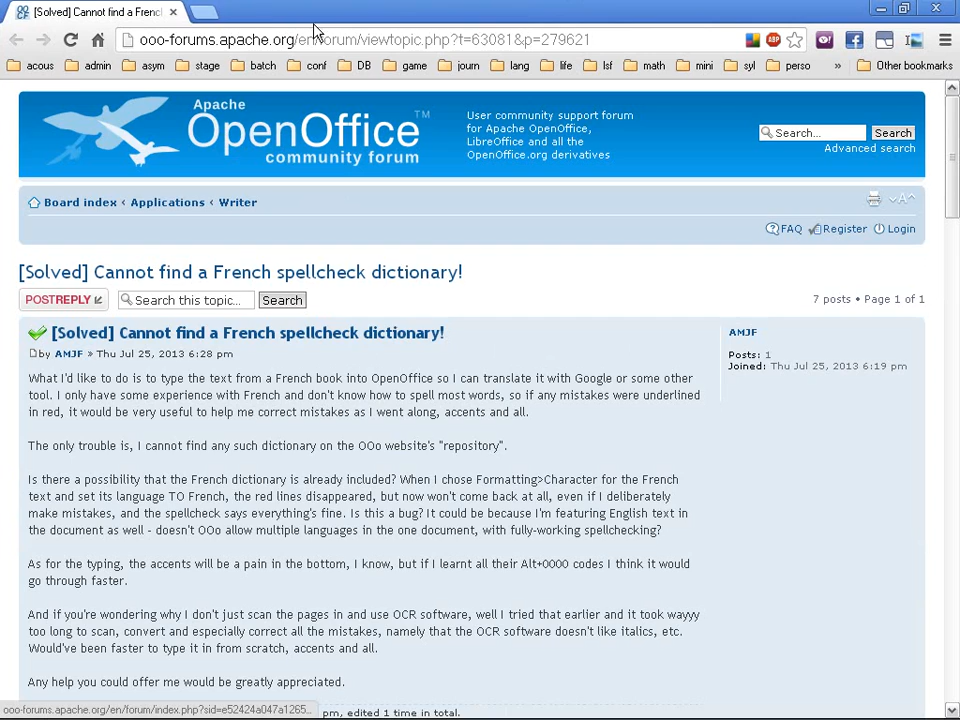 [Solved] Cannot find a Frenc
ooo-forums.apache.org/en/forum/viewtopic.php?t=63081&p=279621
acous admin asym stage batch conf DB game journ lang life lsf math mini syl perso » Other bookmarks
Apache
OpenOffice TM
community forum
User community support forum
for Apache OpenOffice,
LibreOffice and all the
OpenOffice.org derivatives
Search... Search
Advanced search
Board index ‹ Applications ‹ Writer
FAQ Register Login
[Solved] Cannot find a French spellcheck dictionary!
POSTREPLY Search this topic... Search 7 posts • Page 1 of 1
[Solved] Cannot find a French spellcheck dictionary!
by AMJF » Thu Jul 25, 2013 6:28 pm
AMJF
Posts: 1
Joined: Thu Jul 25, 2013 6:19 pm
What I'd like to do is to type the text from a French book into OpenOffice so I can translate it with Google or some other
tool. I only have some experience with French and don't know how to spell most words, so if any mistakes were underlined
in red, it would be very useful to help me correct mistakes as I went along, accents and all.
The only trouble is, I cannot find any such dictionary on the OOo website's "repository".
Is there a possibility that the French dictionary is already included? When I chose Formatting>Character for the French
text and set its language TO French, the red lines disappeared, but now won't come back at all, even if I deliberately
make mistakes, and the spellcheck says everything's fine. Is this a bug? It could be because I'm featuring English text in
the document as well - doesn't OOo allow multiple languages in the one document, with fully-working spellchecking?
As for the typing, the accents will be a pain in the bottom, I know, but if I learnt all their Alt+0000 codes I think it would
go through faster.
And if you're wondering why I don't just scan the pages in and use OCR software, well I tried that earlier and it took wayyy
too long to scan, convert and especially correct all the mistakes, namely that the OCR software doesn't like italics, etc.
Would've been faster to type it in from scratch, accents and all.
Any help you could offer me would be greatly appreciated.
ooo-forums.apache.org/en/forum/index.php?sid=e52424a047a1265... pm, edited 1 time in total.